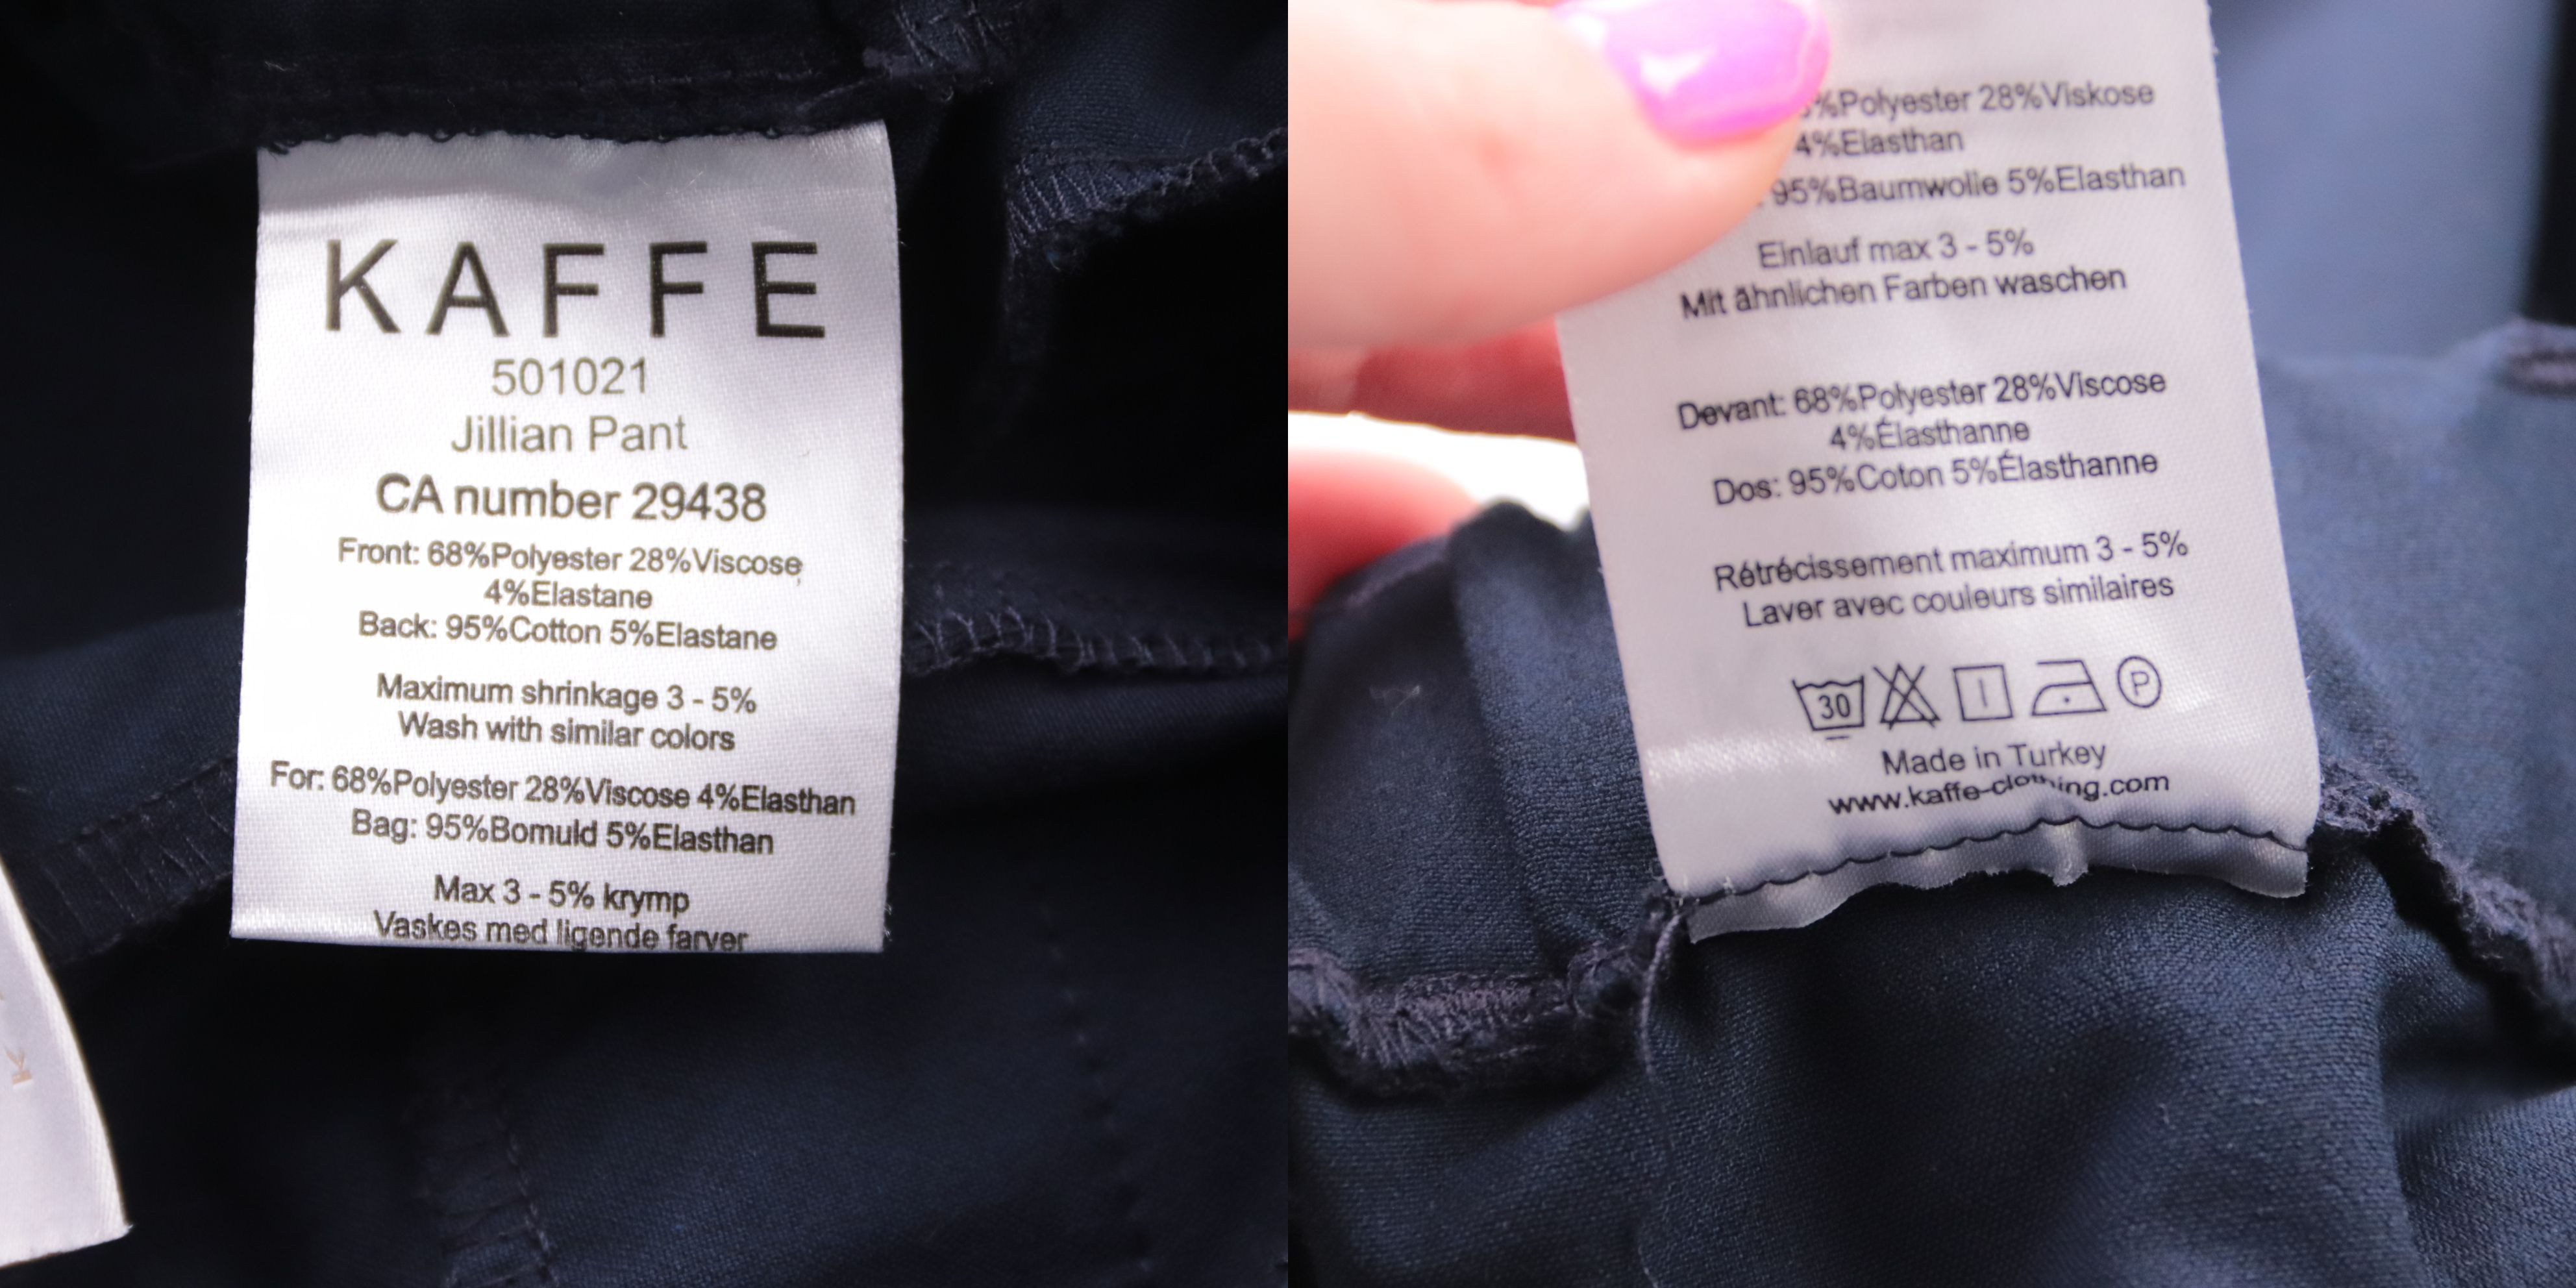 KAFFE
501021
Jillian Pant
CA number 29438
Front: 68%Polyester 28%Viscose
4%Elastane
Back: 95%Cotton 5%Elastane
Maximum shrinkage 3 - 5%
Wash with similar colors
For: 68%Polyester 28%Viscose 4%Elasthan
Bag: 95%Bomuld 5%Elasthan
Max 3 - 5% krymp
Vaskes med ligende farver
K
%Polyester 28%Viskose
4%Elasthan
95%Baumwolle 5%Elasthan
Einlauf max 3 - 5%
Mit ähnlichen Farben waschen
Devant: 68%Polyester 28%Viscose
4%Élasthanne
Dos: 95%Coton 5%Élasthanne
Rétrécissement maximum 3 - 5%
Laver avec couleurs similaires
30 P
Made in Turkey
www.kaffe-clothing.com